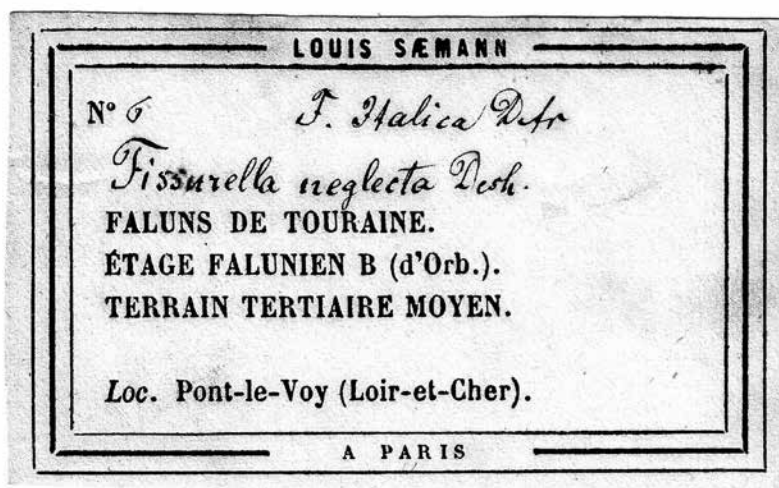 LOUIS SÆMANN
N° 6 F. Italica Defr
Fissurella neglecta Desh.
FALUNS DE TOURAINE.
ÉTAGE FALUNIEN B (d'Orb.).
TERRAIN TERTIAIRE MOYEN.
Loc. Pont-le-Voy (Loir-et-Cher).
A PARIS